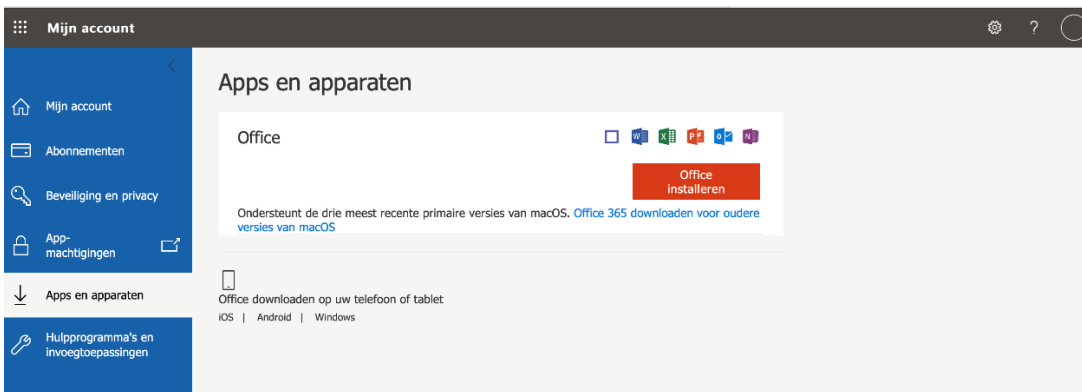 Mijn account
?
Apps en apparaten
Mijn account
Abonnementen
Beveiliging en privacy
App-
machtigingen
Apps en apparaten
Hulpprogramma's en
invoegtoepassingen
Office
Office
installeren
Ondersteunt de drie meest recente primaire versies van macOS. Office 365 downloaden voor oudere
versies van macOS
Office downloaden op uw telefoon of tablet
iOS | Android | Windows